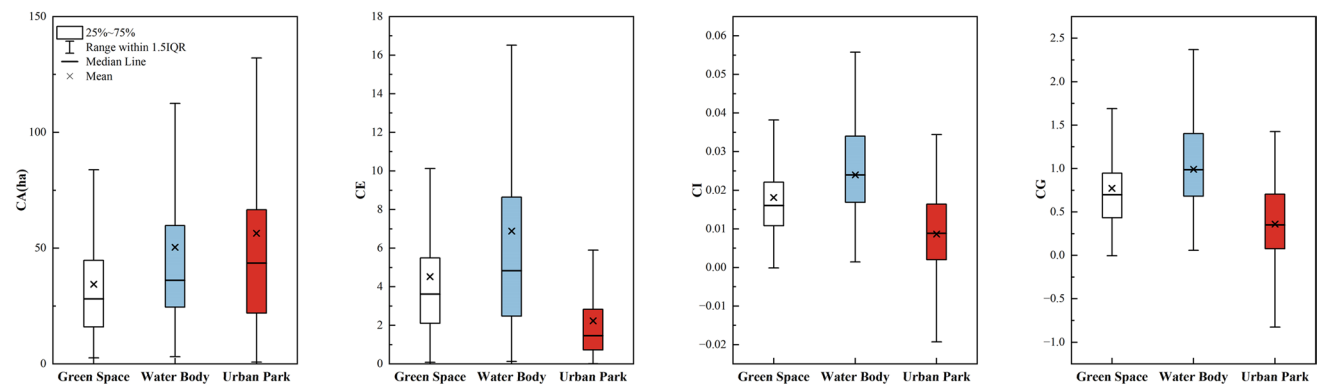 150
100
50
0
CA(ha)
25%~75%
Range within 1.5IQR
Median Line
Mean
Green Space Water Body Urban Park
18
16
14
12
10
8
6
4
2
0
CE
Green Space Water Body Urban Park
0.06
0.05
0.04
0.03
0.02
0.01
0.00
−0.01
−0.02
CI
Green Space Water Body Urban Park
2.5
2.0
1.5
1.0
0.5
0.0
−0.5
−1.0
CG
Green Space Water Body Urban Park